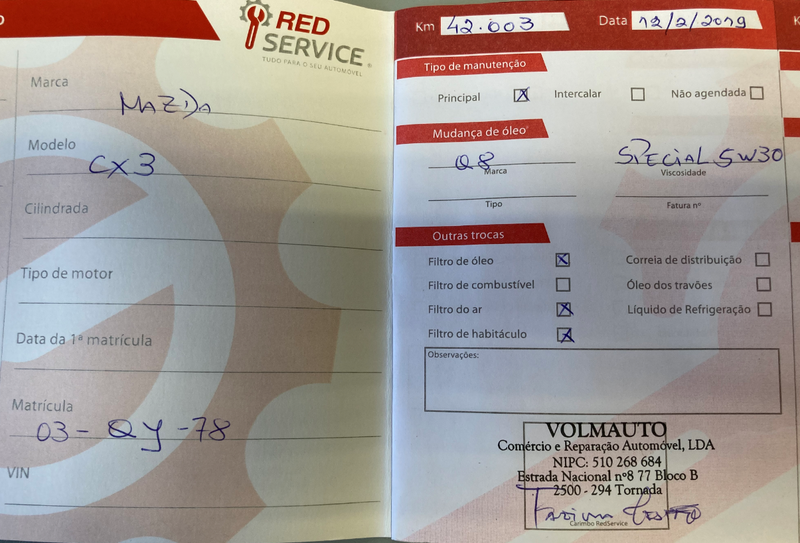 RED
SERVICE
TUDO PARA O SEU AUTOMÓVEL
Marca
MAZDA
Modelo
CX3
Cilindrada
Tipo de motor
Data da 1ª matrícula
Matrícula
03-QY-78
VIN
Km 42.003 Data 12/2/2019
Tipo de manutenção
Principal X Intercalar Não agendada
Mudança de óleo
Q8 SPECIAL 5W30
Marca Viscosidade
Tipo Fatura nº
Outras trocas
Filtro de óleo X Correia de distribuição
Filtro de combustível Óleo dos travões
Filtro do ar X Líquido de Refrigeração
Filtro de habitáculo X
Observações:
VOLMAUTO
Comércio e Reparação Automóvel, LDA
NIPC: 510 268 684
Estrada Nacional nº8 77 Bloco B
2500 - 294 Tornada
Carimbo RedService